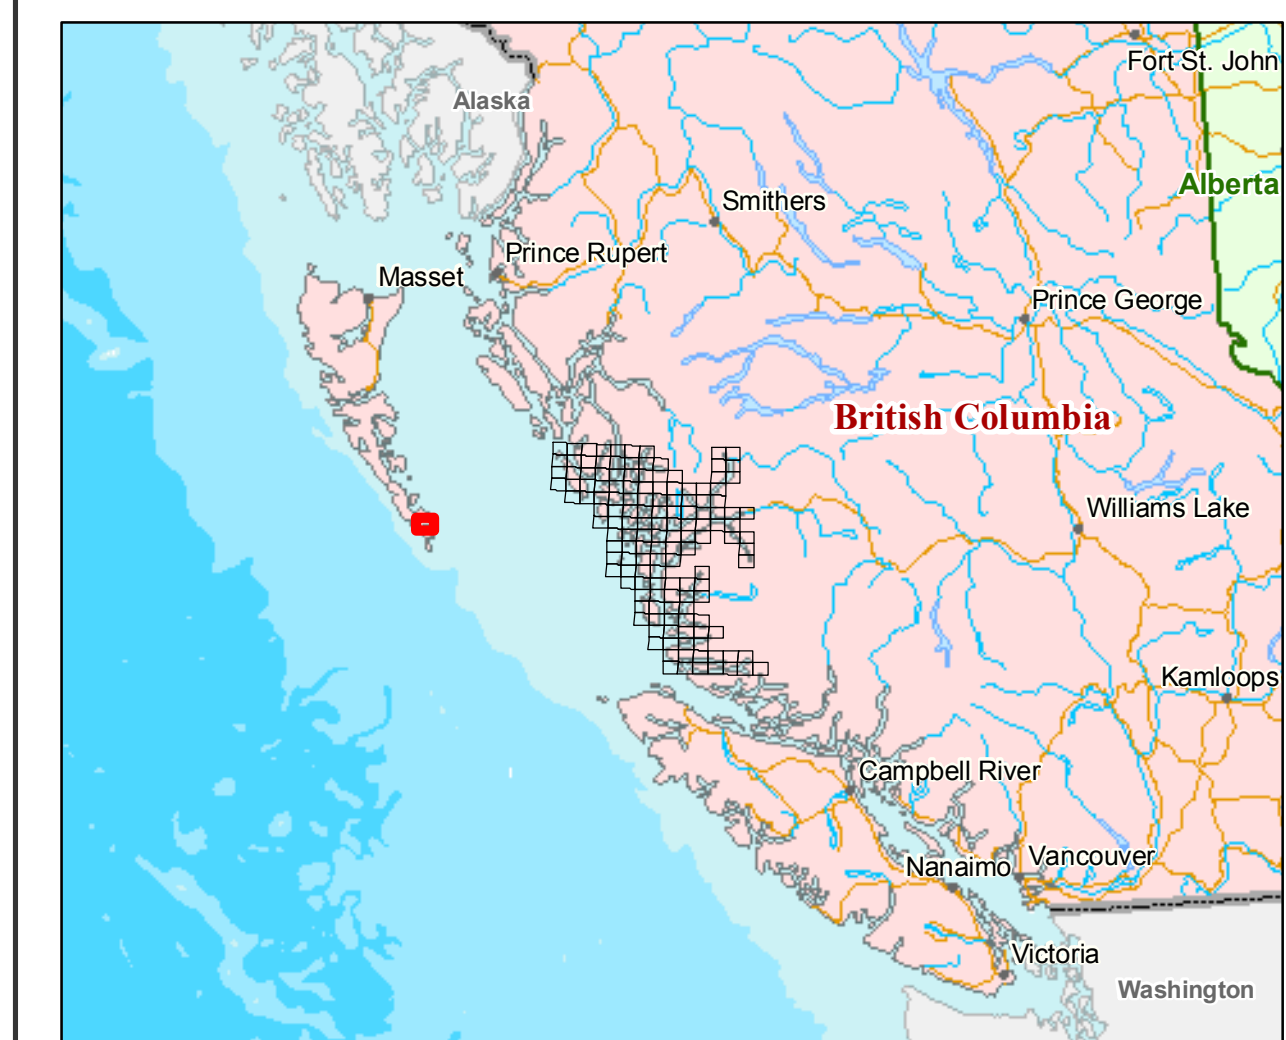 Fort St. John
Alaska
Alberta
Smithers
Prince Rupert
Masset
Prince George
British Columbia
Williams Lake
Kamloops
Campbell River
Vancouver
Nanaimo
Victoria
Washington